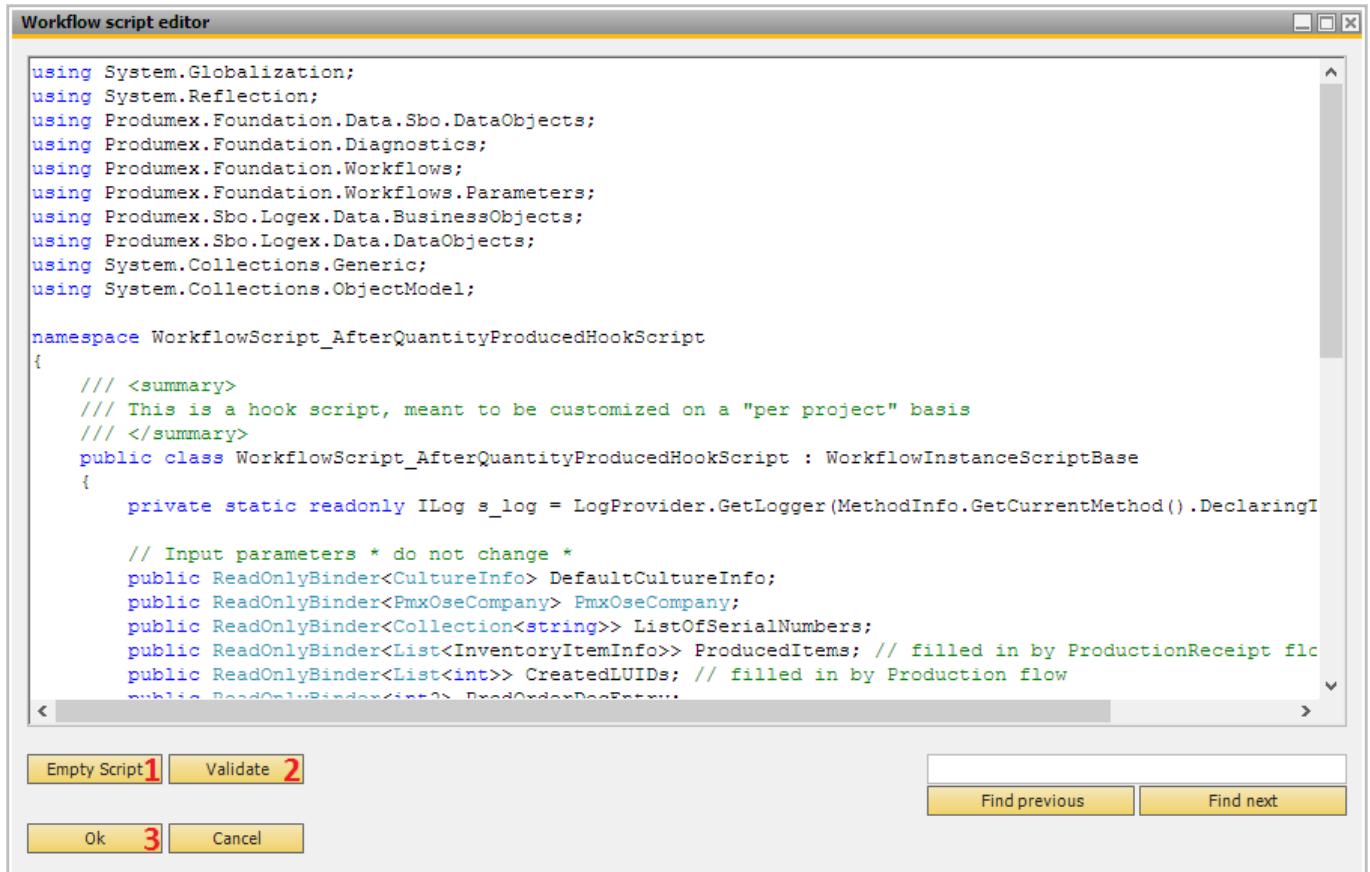 Workflow script editor
using System.Globalization;
using System.Reflection;
using Produmex.Foundation.Data.Sbo.DataObjects;
using Produmex.Foundation.Diagnostics;
using Produmex.Foundation.Workflows;
using Produmex.Foundation.Workflows.Parameters;
using Produmex.Sbo.Logex.Data.BusinessObjects;
using Produmex.Sbo.Logex.Data.DataObjects;
using System.Collections.Generic;
using System.Collections.ObjectModel;
namespace WorkflowScript_AfterQuantityProducedHookScript
{
/// <summary>
/// This is a hook script, meant to be customized on a "per project" basis
/// </summary>
public class WorkflowScript_AfterQuantityProducedHookScript : WorkflowInstanceScriptBase
{
private static readonly ILog s_log = LogProvider.GetLogger(MethodInfo.GetCurrentMethod().DeclaringT
// Input parameters * do not change *
public ReadOnlyBinder<CultureInfo> DefaultCultureInfo;
public ReadOnlyBinder<PmxOseCompany> PmxOseCompany;
public ReadOnlyBinder<Collection<string>> ListOfSerialNumbers;
public ReadOnlyBinder<List<InventoryItemInfo>> ProducedItems; // filled in by ProductionReceipt flo
public ReadOnlyBinder<List<int>> CreatedLUIDs; // filled in by Production flow
public ReadOnlyBinder<int?> ProdOrderDocEntry;
Empty Script 1 Validate 2
Find previous Find next
Ok 3 Cancel